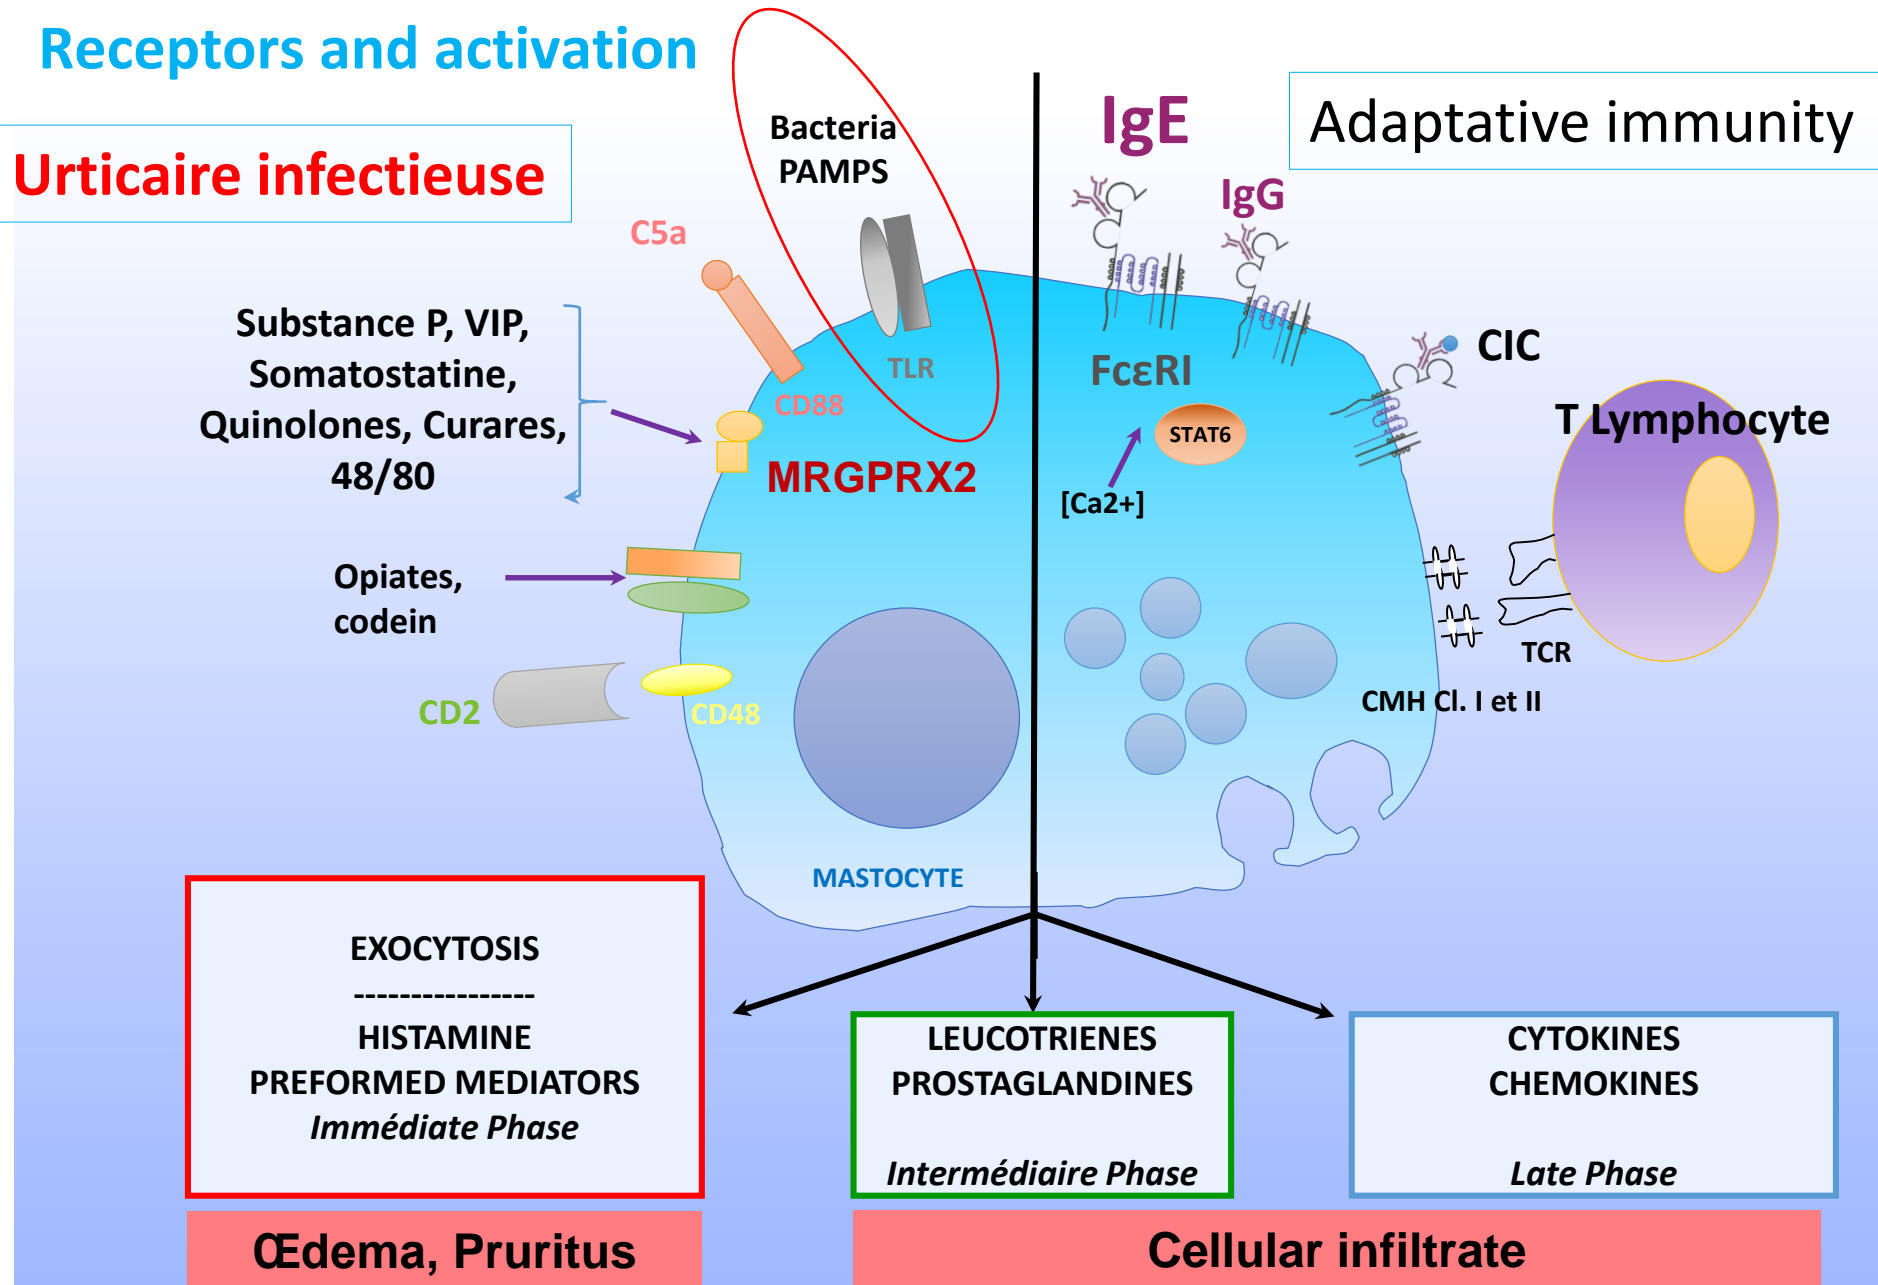 Receptors and activation
Urticaire infectieuse
Bacteria
PAMPS
IgE
Adaptative immunity
IgG
C5a
Substance P, VIP,
Somatostatine,
Quinolones, Curares,
48/80
TLR
CD88
MRGPRX2
FcεRI
STAT6
[Ca2+]
CIC
T Lymphocyte
Opiates,
codein
CD2
CD48
TCR
CMH Cl. I et II
MASTOCYTE
EXOCYTOSIS
----------------
HISTAMINE
PREFORMED MEDIATORS
Immédiate Phase
LEUCOTRIENES
PROSTAGLANDINES
Intermédiaire Phase
CYTOKINES
CHEMOKINES
Late Phase
Œdema, Pruritus
Cellular infiltrate